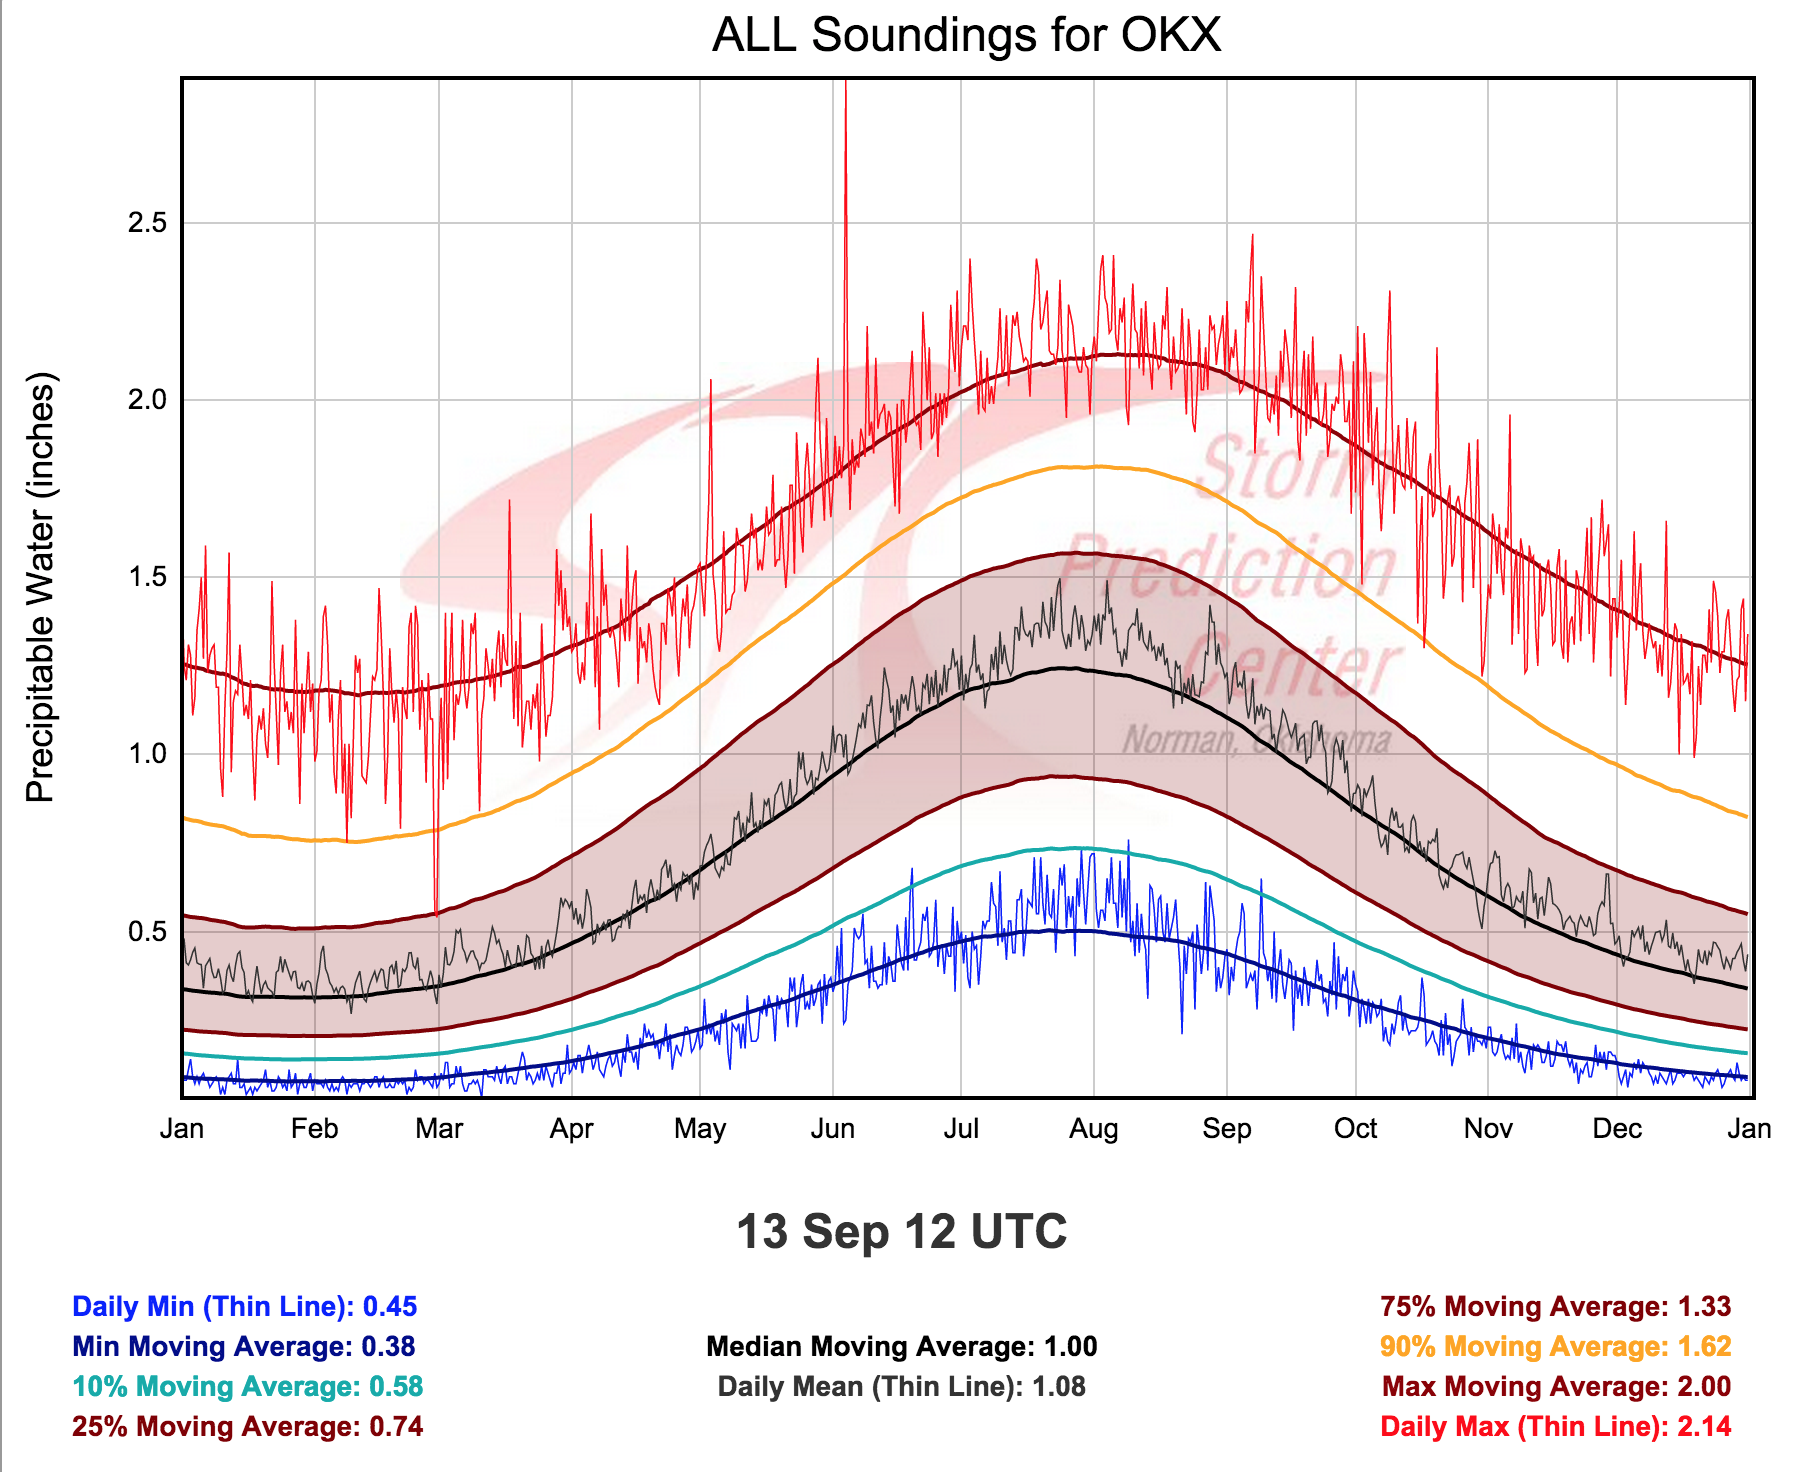 ALL Soundings for OKX
Precipitable Water (inches)
2.5
2.0
1.5
1.0
0.5
Storm
Prediction
Center
Norman, Oklahoma
Jan Feb Mar Apr May Jun Jul Aug Sep Oct Nov Dec Jan
13 Sep 12 UTC
Daily Min (Thin Line): 0.45
Min Moving Average: 0.38
10% Moving Average: 0.58
25% Moving Average: 0.74
Median Moving Average: 1.00
Daily Mean (Thin Line): 1.08
75% Moving Average: 1.33
90% Moving Average: 1.62
Max Moving Average: 2.00
Daily Max (Thin Line): 2.14